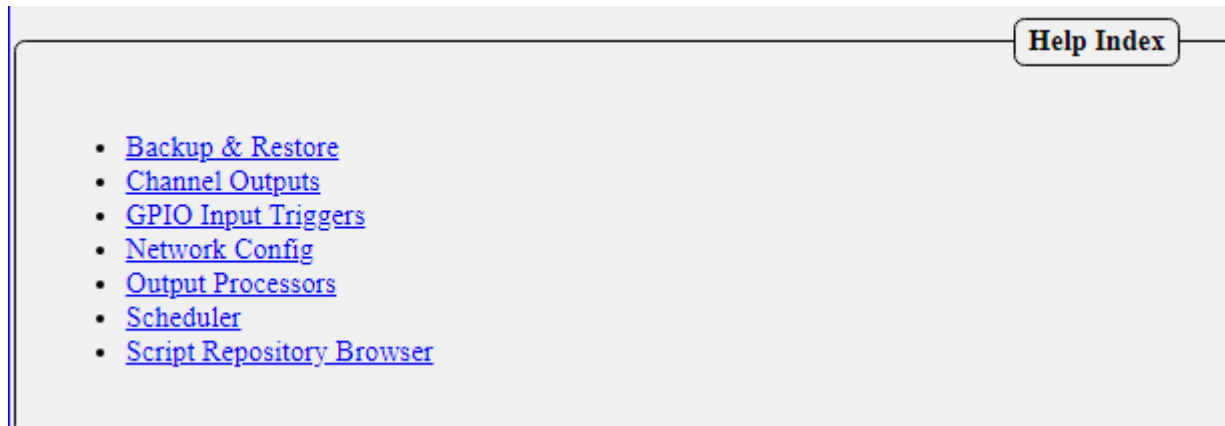 Help Index
Backup & Restore
Channel Outputs
GPIO Input Triggers
Network Config
Output Processors
Scheduler
Script Repository Browser